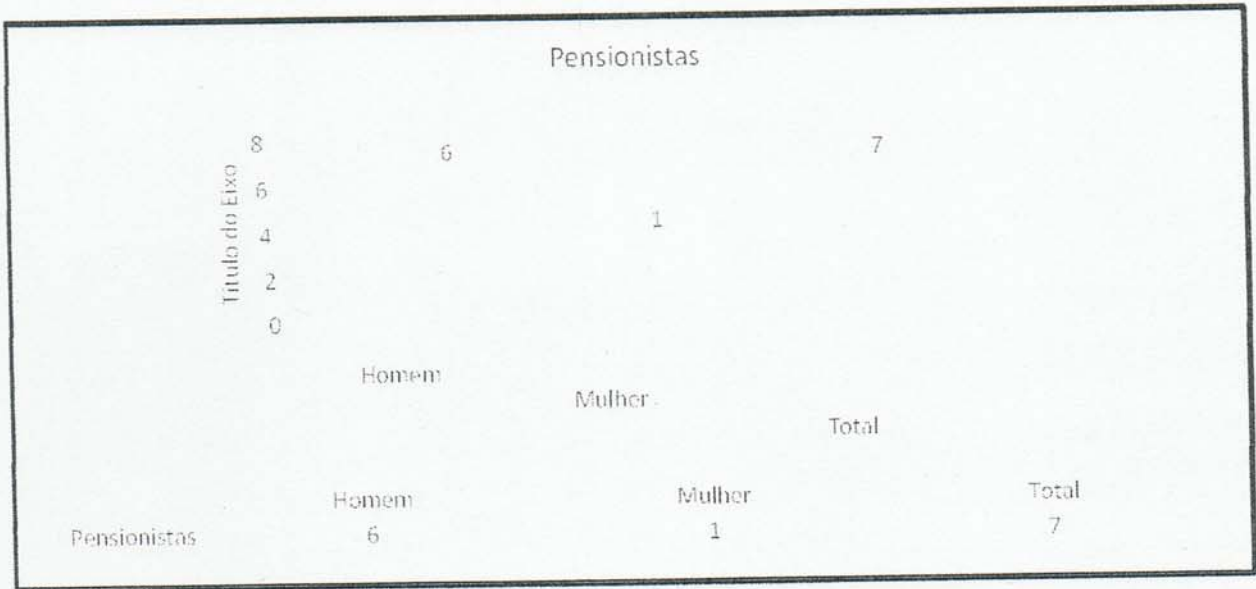 Pensionistas
8
6
4
2
0
Título do Eixo
6
1
7
Homem
Mulher
Total
Homem Mulher Total
Pensionistas 6 1 7